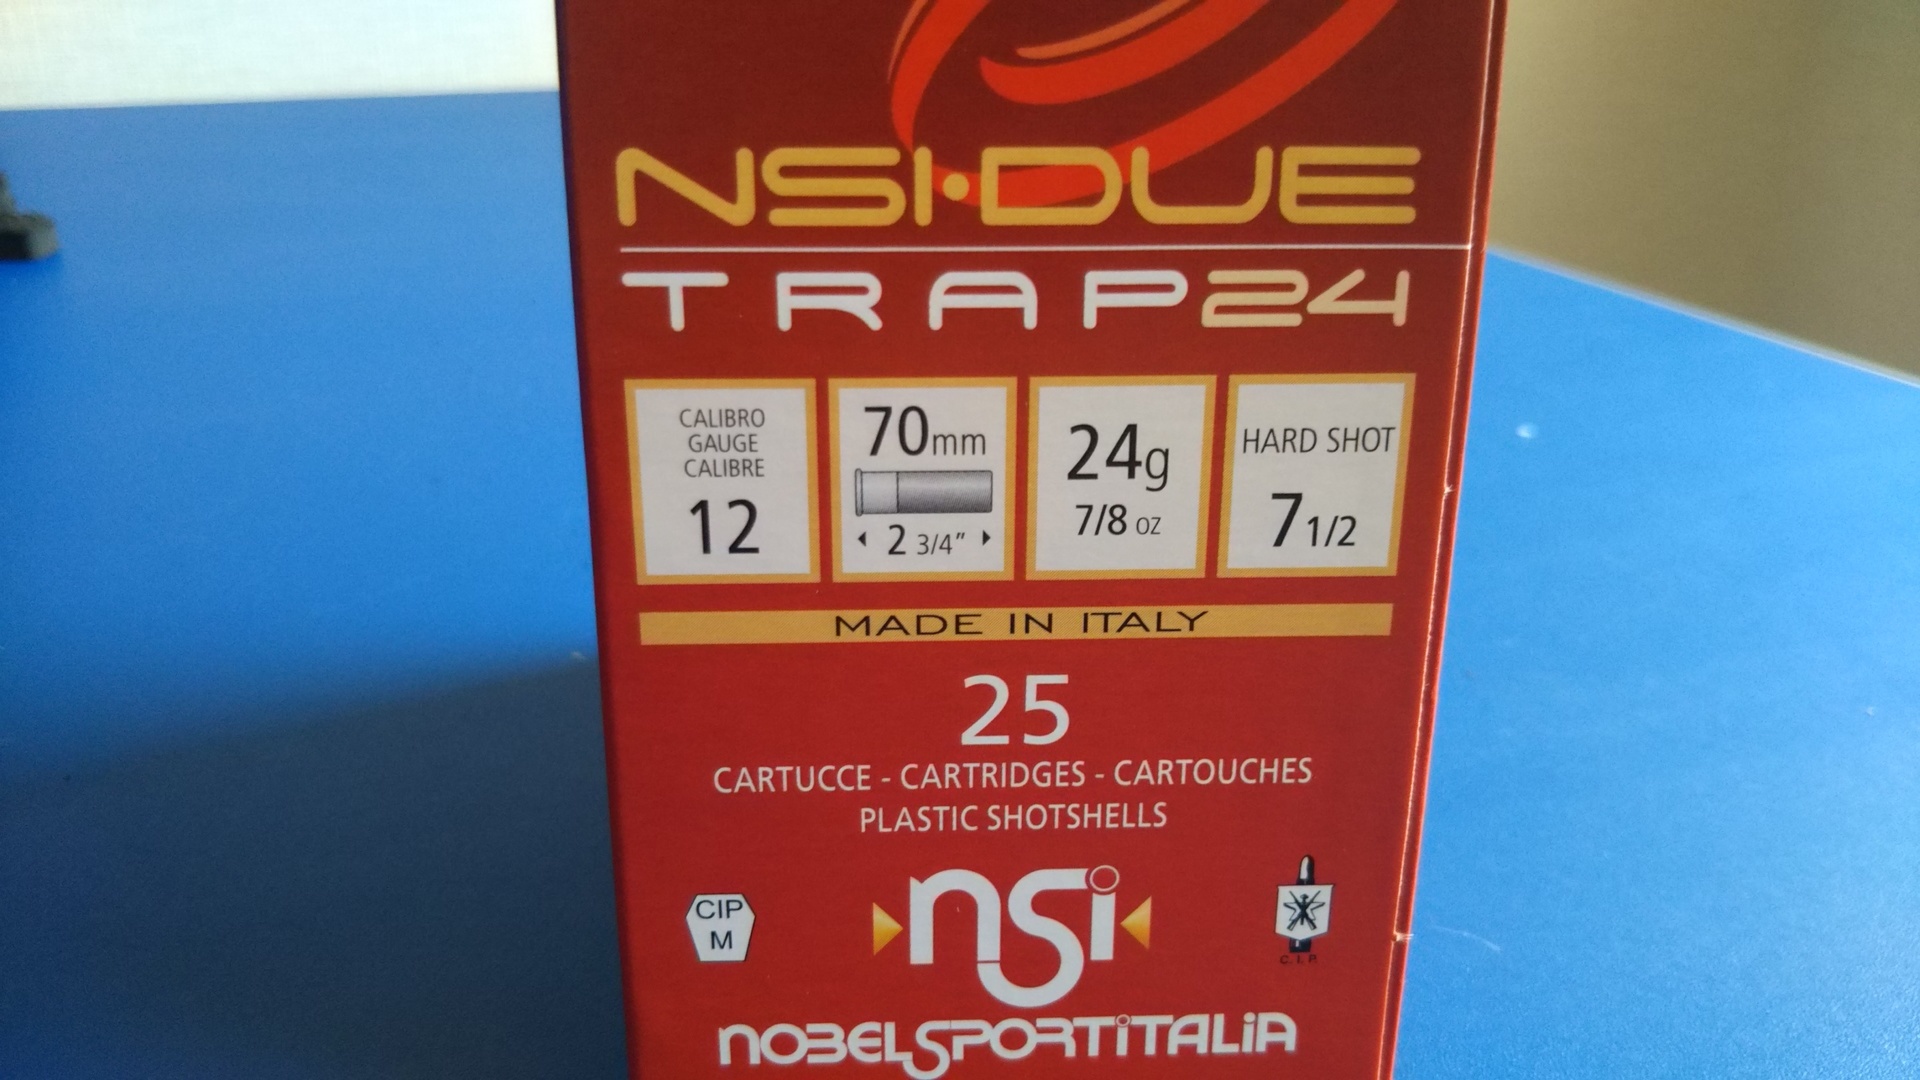 NSI·DUE
TRAP24
CALIBRO
GAUGE
CALIBRE
12
70mm
2 3/4"
24g
7/8 oz
HARD SHOT
7 1/2
MADE IN ITALY
25
CARTUCCE - CARTRIDGES - CARTOUCHES
PLASTIC SHOTSHELLS
CIP
M
nsi
C.I.P.
NOBELSPORTiTALiA